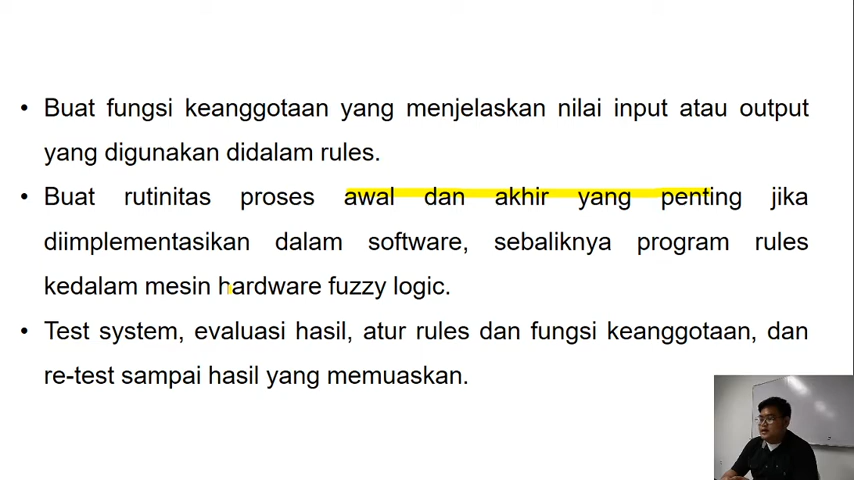 • Buat fungsi keanggotaan yang menjelaskan nilai input atau output
yang digunakan didalam rules.
• Buat rutinitas proses awal dan akhir yang penting jika
diimplementasikan dalam software, sebaliknya program rules
kedalam mesin hardware fuzzy logic.
• Test system, evaluasi hasil, atur rules dan fungsi keanggotaan, dan
re-test sampai hasil yang memuaskan.